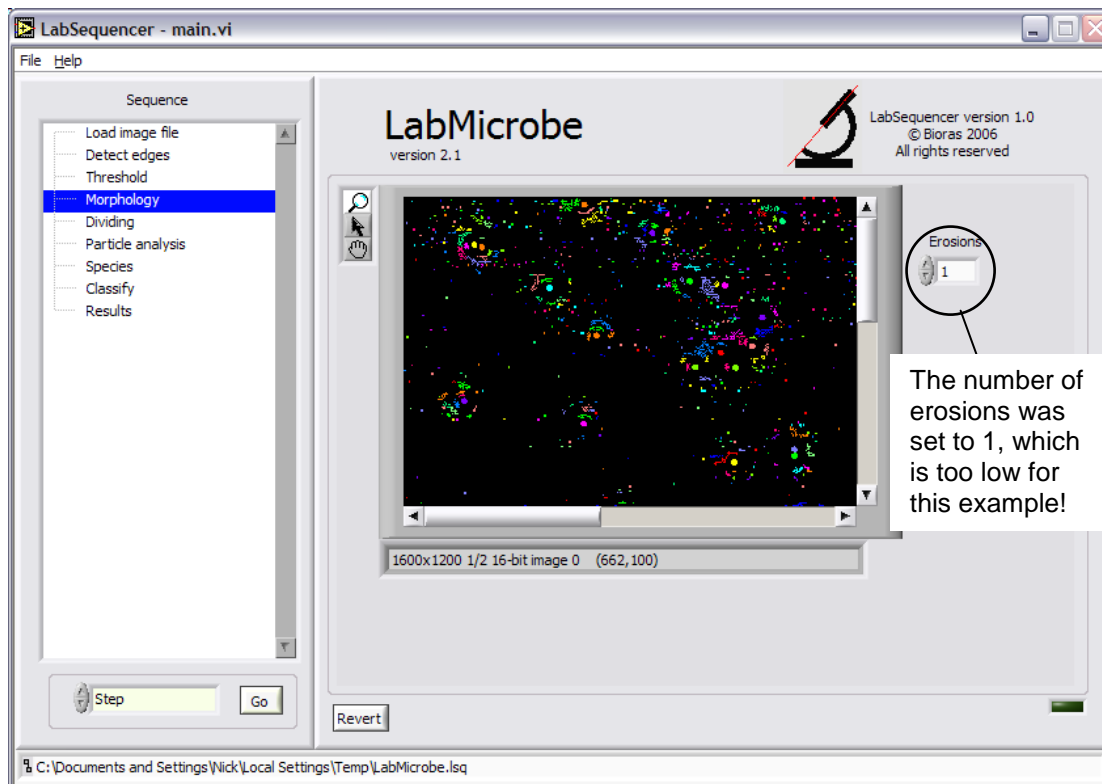 LabSequencer - main.vi
File Help
Sequence
Load image file
Detect edges
Threshold
Morphology
Dividing
Particle analysis
Species
Classify
Results
Step
Go
LabMicrobe
version 2.1
LabSequencer version 1.0
© Bioras 2006
All rights reserved
Erosions
1
The number of
erosions was
set to 1, which
is too low for
this example!
1600x1200 1/2 16-bit image 0 (662,100)
Revert
C:\Documents and Settings\Nick\Local Settings\Temp\LabMicrobe.lsq